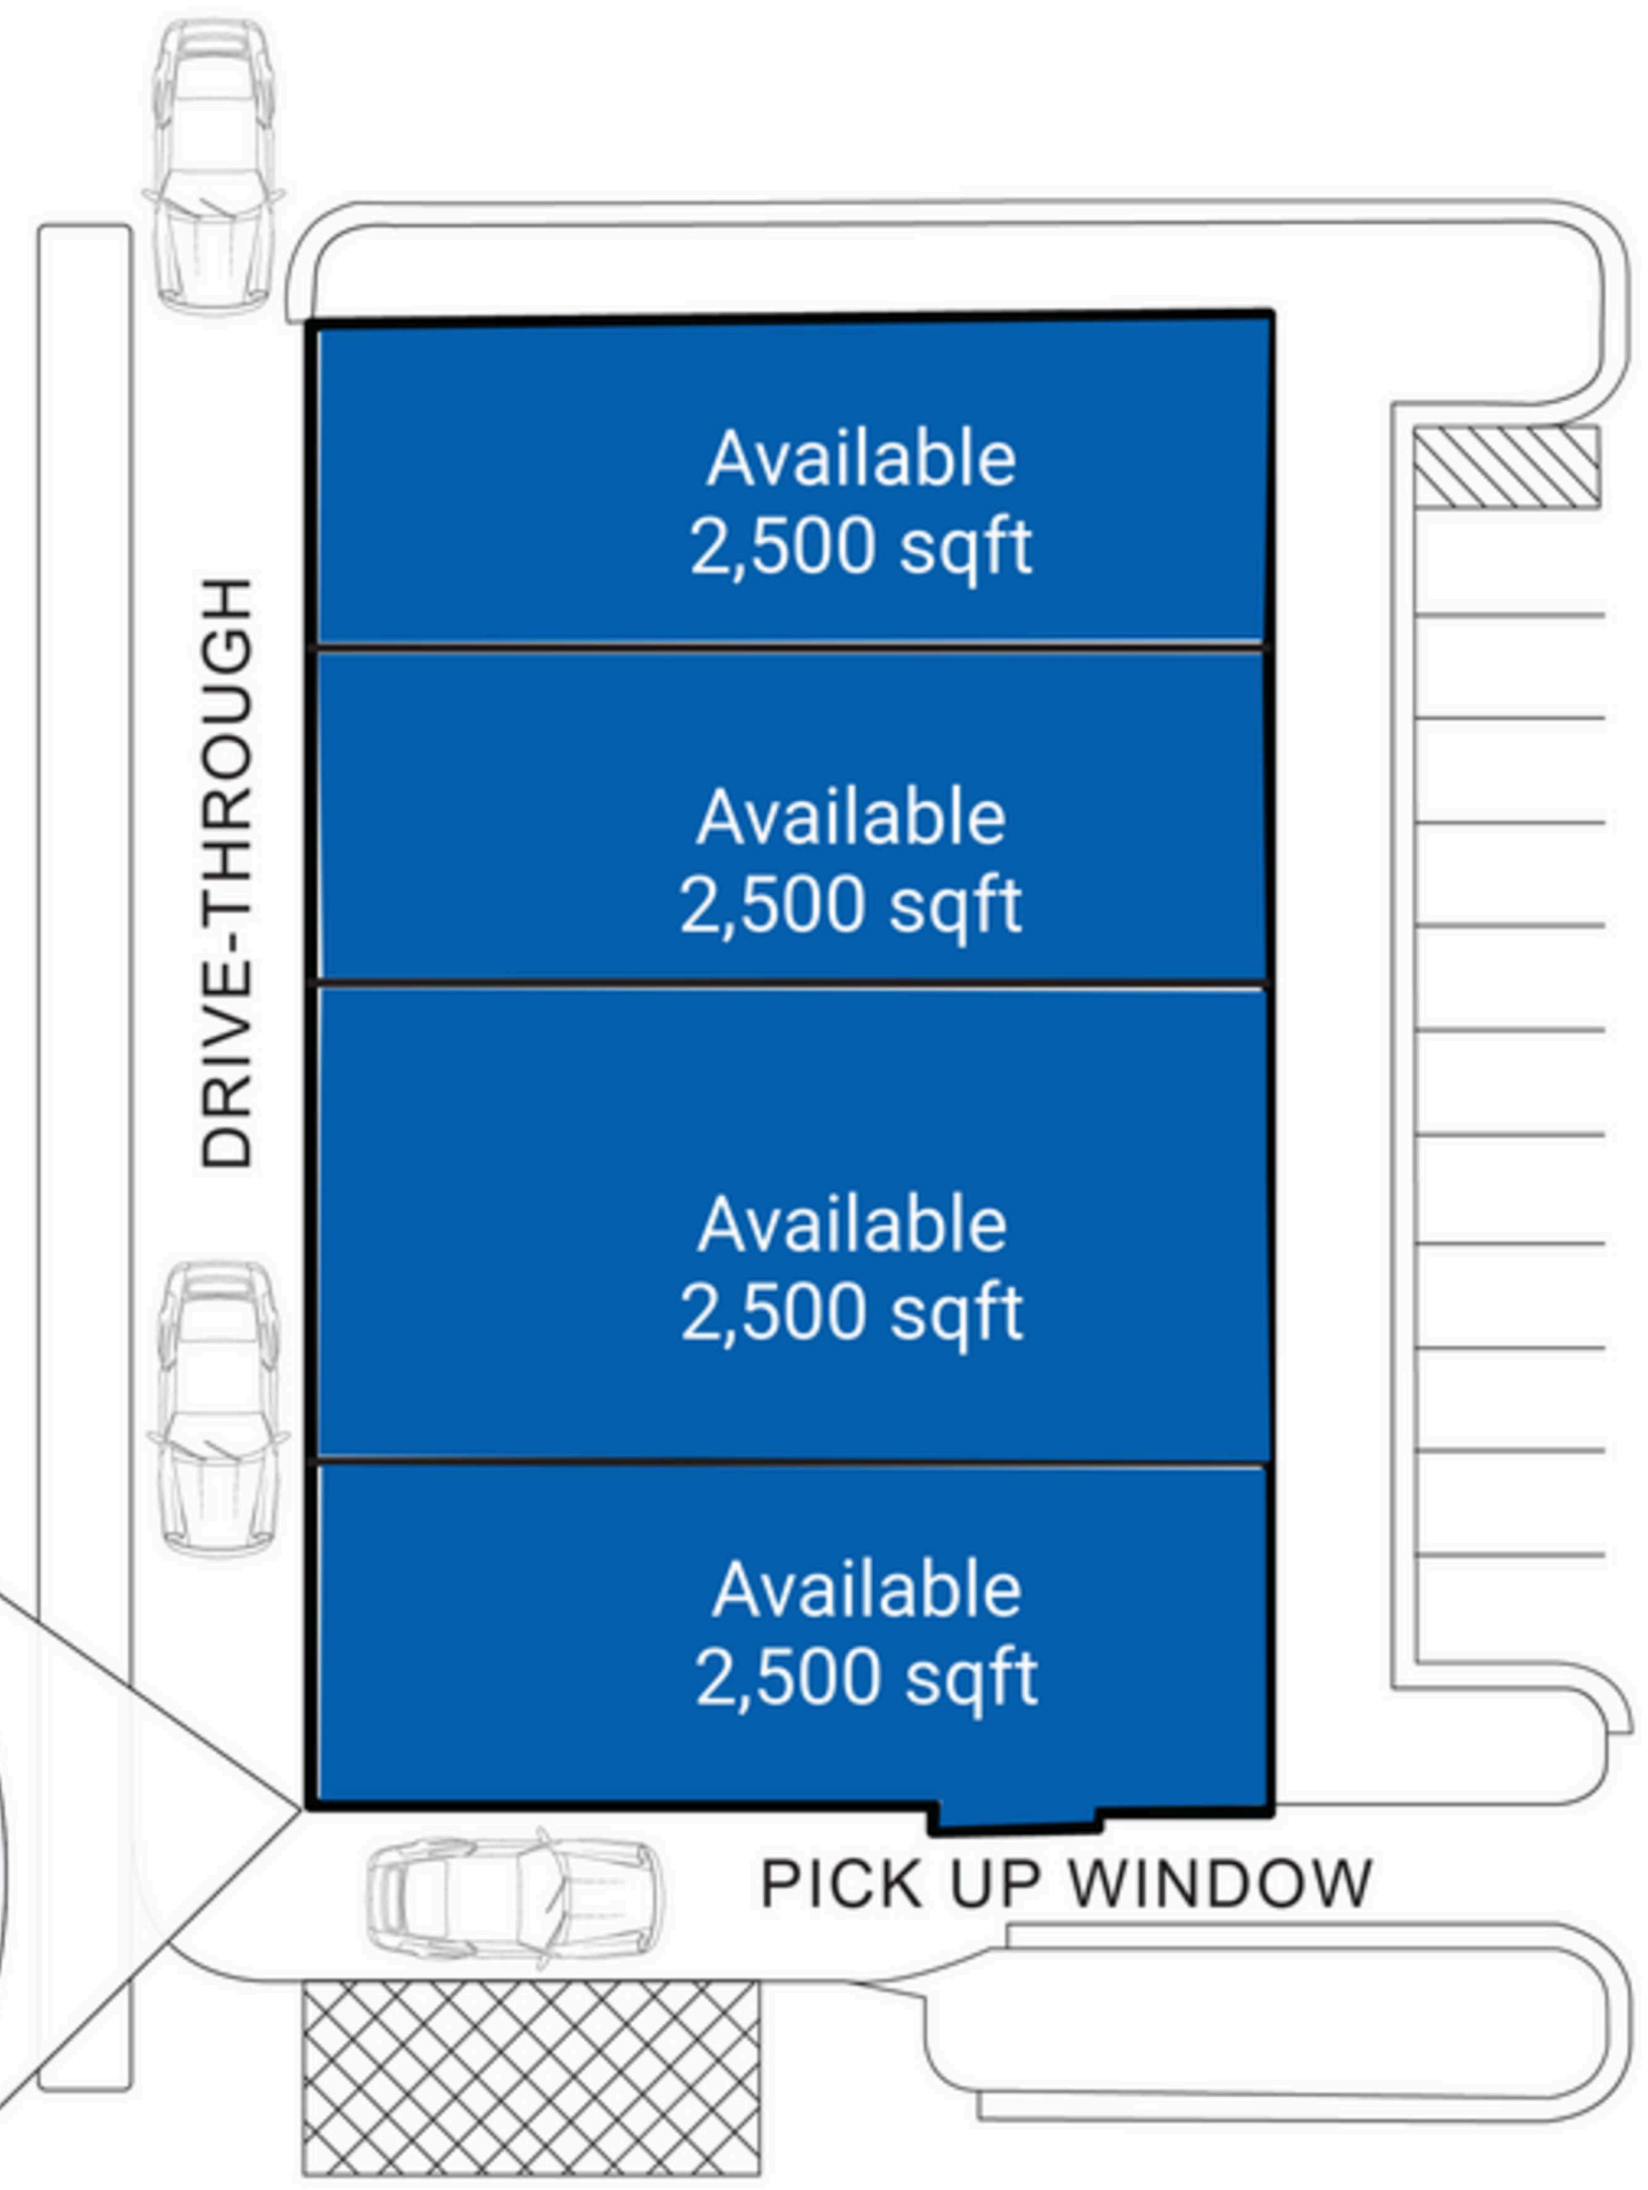 Available
2,500 sqft
DRIVE-THROUGH
Available
2,500 sqft
Available
2,500 sqft
Available
2,500 sqft
PICK UP WINDOW